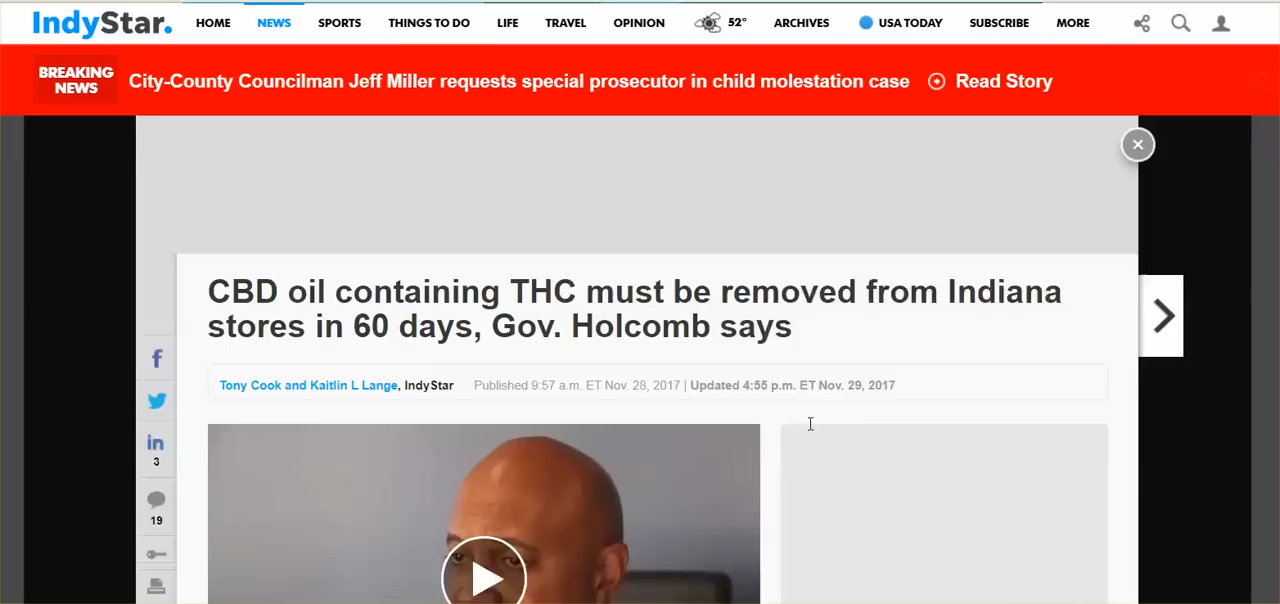 IndyStar. HOME NEWS SPORTS THINGS TO DO LIFE TRAVEL OPINION 52° ARCHIVES USA TODAY SUBSCRIBE MORE
BREAKING
NEWS
City-County Councilman Jeff Miller requests special prosecutor in child molestation case Read Story
CBD oil containing THC must be removed from Indiana
stores in 60 days, Gov. Holcomb says
Tony Cook and Kaitlin L Lange, IndyStar Published 9:57 a.m. ET Nov. 28, 2017 | Updated 4:55 p.m. ET Nov. 29, 2017
f
in
3
19